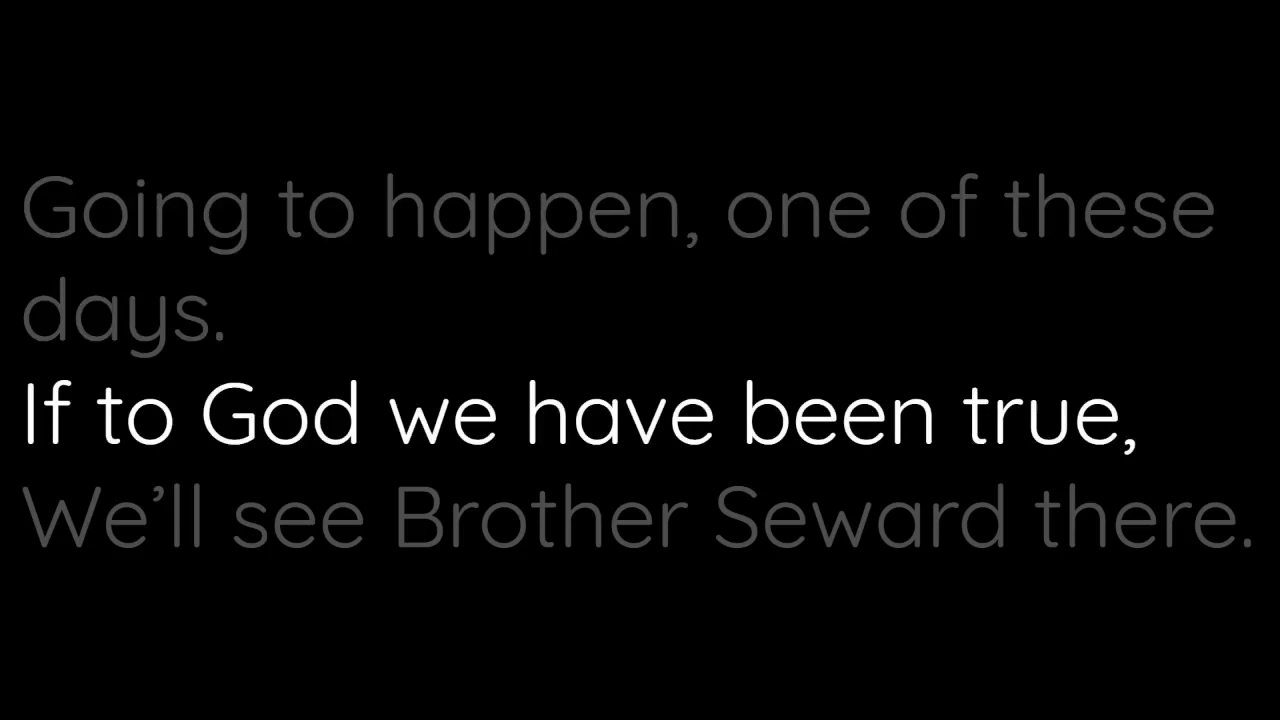 Going to happen, one of these
days.
If to God we have been true,
We’ll see Brother Seward there.